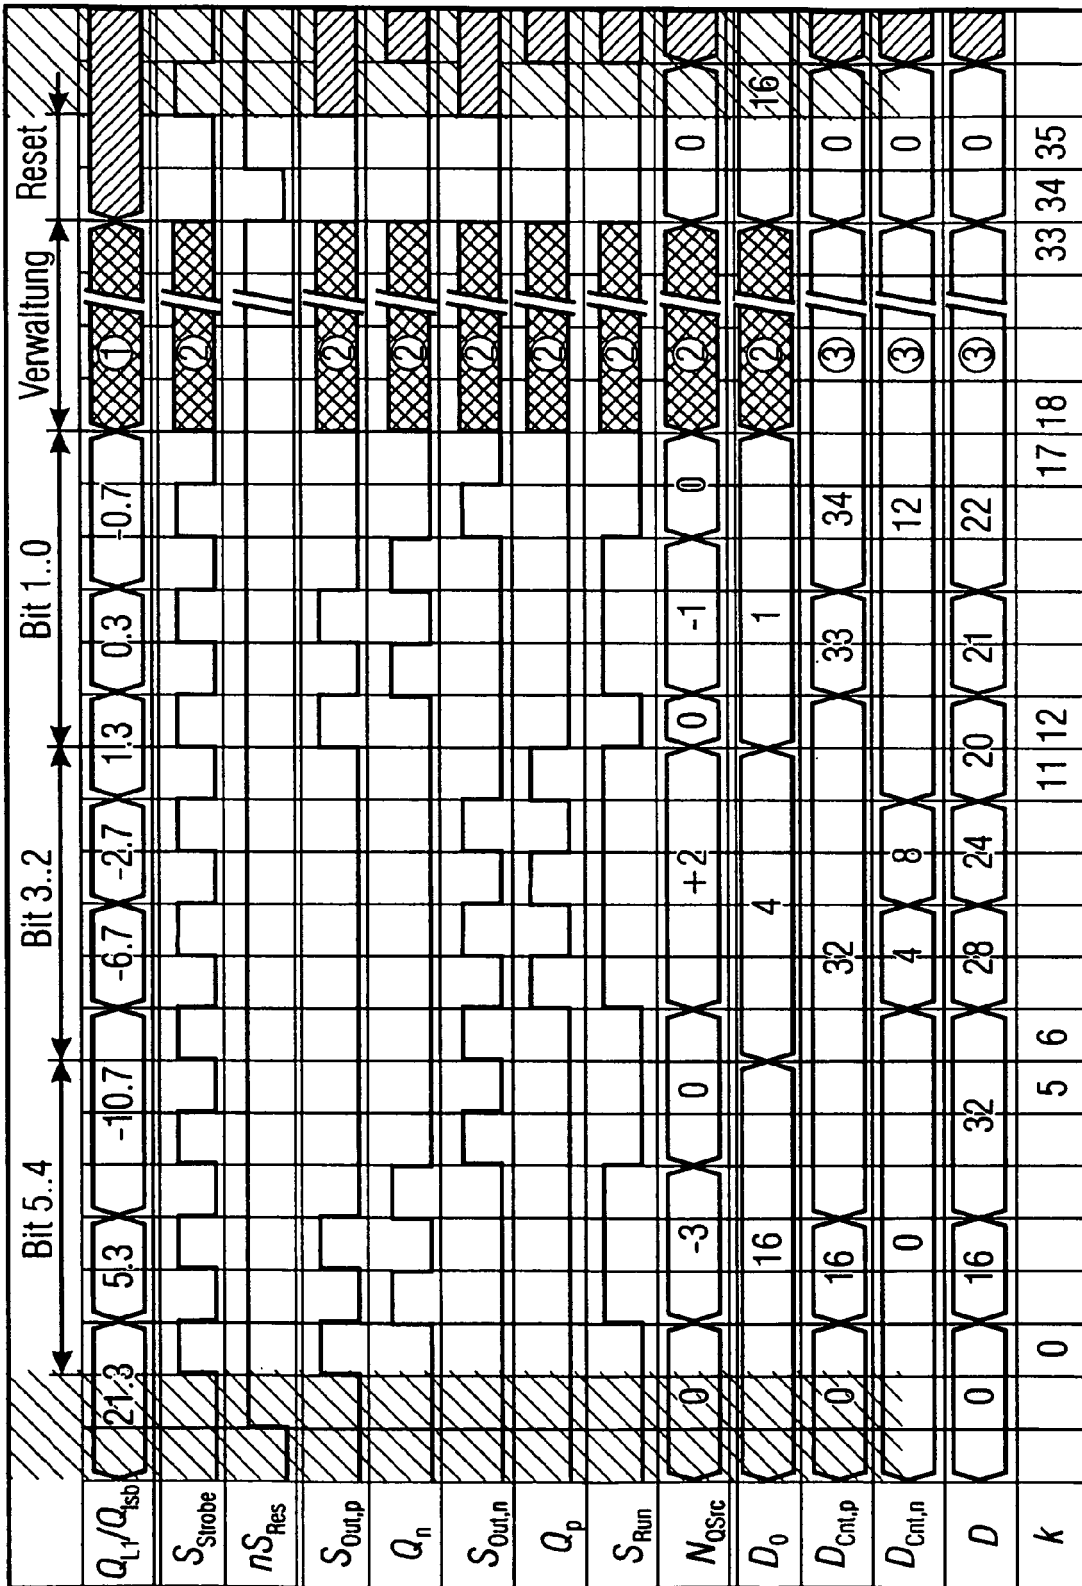 Bit 5..4 Bit 3..2 Bit 1..0 Verwaltung Reset
Q_L1/Q_lsb 21.3 5.3 -10.7 -6.7 -2.7 1.3 0.3 -0.7 ①
S_Strobe ②
nS_Res
S_Out,p ②
Q_n ②
S_Out,n ②
Q_p ②
S_Run ②
N_QSrc 0 -3 0 +2 0 -1 0 ② 0
D_0 16 4 1 ② 16
D_Cnt,p 0 16 32 33 34 ③ 0
D_Cnt,n 0 4 8 12 ③ 0
D 0 16 32 28 24 20 21 22 ③ 0
k 0 5 6 11 12 17 18 33 34 35